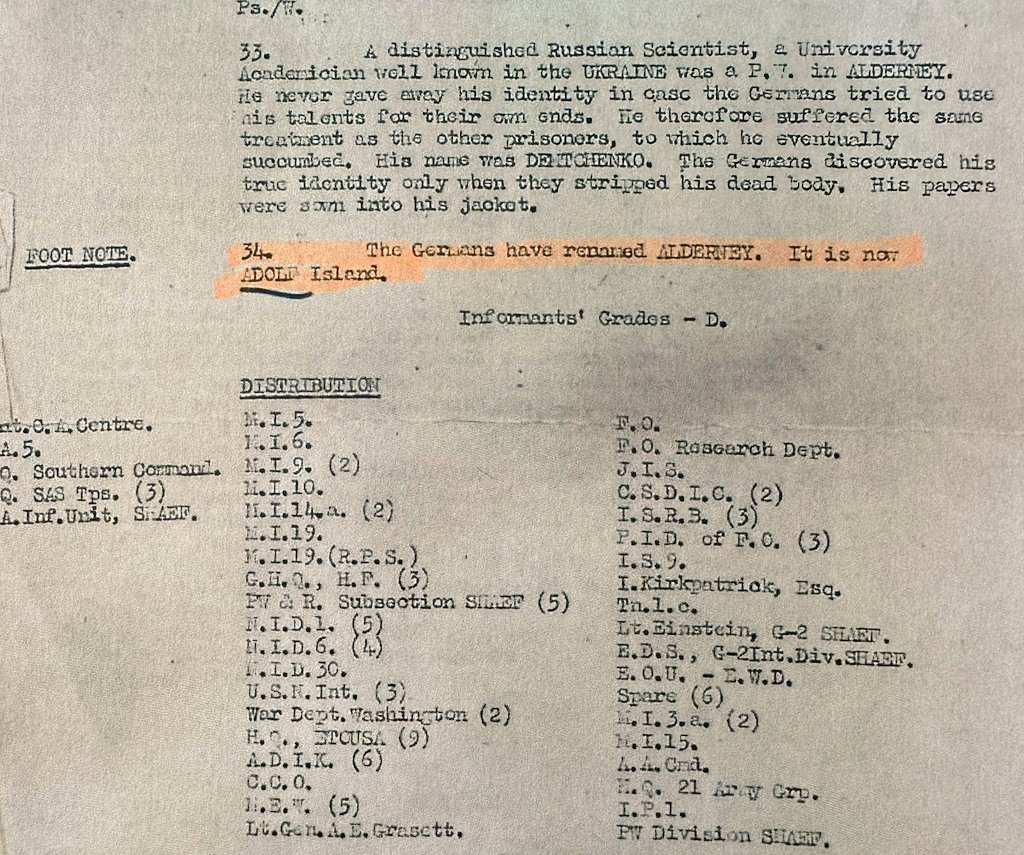 Ps./W.
33. A distinguished Russian Scientist, a University
Academician well known in the UKRAINE was a P.W. in ALDERNEY.
He never gave away his identity in case the Germans tried to use
his talents for their own ends. He therefore suffered the same
treatment as the other prisoners, to which he eventually
succumbed. His name was DEMTCHENKO. The Germans discovered his
true identity only when they stripped his dead body. His papers
were sewn into his jacket.
FOOT NOTE.
34. The Germans have renamed ALDERNEY. It is now
ADOLF Island.
Informants' Grades - D.
DISTRIBUTION
Centre.
A.5.
Q. Southern Command.
Q. SAS Tps. (3)
A.Inf.Unit, SHAEF.
M.I.5.
M.I.6.
M.I.9. (2)
M.I.10.
M.I.14.a. (2)
M.I.19.
M.I.19.(R.P.S.)
G.H.Q., H.F. (3)
PW & R. Subsection SHAEF (5)
N.I.D.1. (5)
N.I.D.6. (4)
N.I.D.30.
U.S.N.Int. (3)
War Dept.Washington (2)
H.Q., ETOUSA (9)
A.D.I.K. (6)
C.C.O.
M.E.W. (5)
Lt.Gen.A.E.Grasett.
F.O.
F.O. Research Dept.
J.I.S.
C.S.D.I.C. (2)
I.S.R.B. (3)
P.I.D. of F.O. (3)
I.S.9.
I.Kirkpatrick, Esq.
Tn.1.c.
Lt.Einstein, G-2 SHAEF.
E.D.S., G-2Int.Div.SHAEF.
E.O.U. - E.W.D.
Spare (6)
M.I.3.a. (2)
M.I.15.
A.A.Cmd.
H.Q. 21 Army Grp.
I.P.1.
PW Division SHAEF.